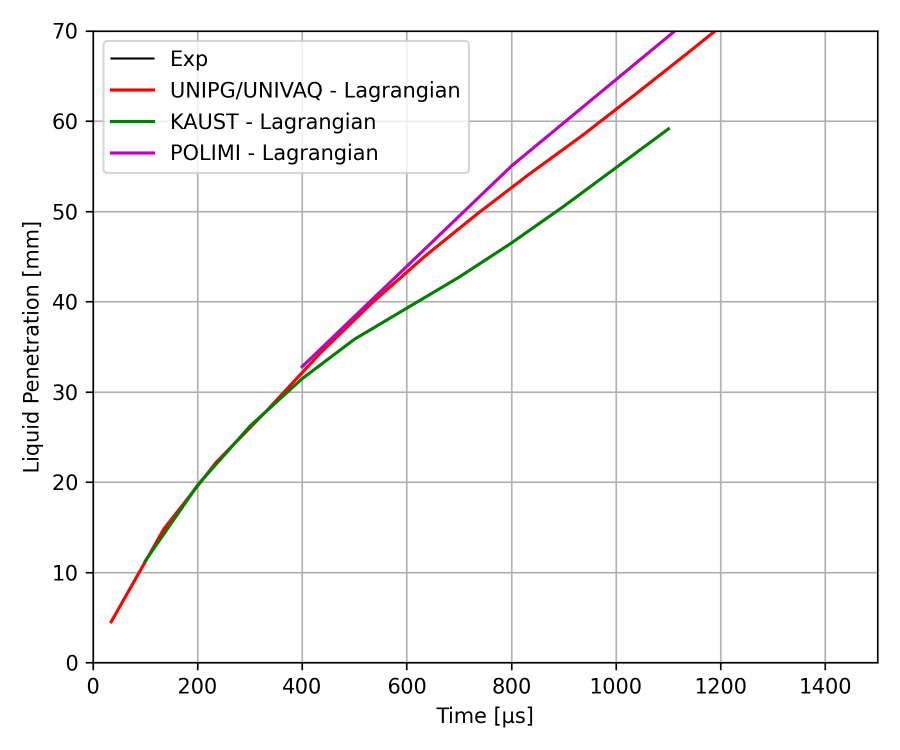 70
60
50
40
30
20
10
0
Liquid Penetration [mm]
Exp
UNIPG/UNIVAQ - Lagrangian
KAUST - Lagrangian
POLIMI - Lagrangian
0 200 400 600 800 1000 1200 1400
Time [µs]